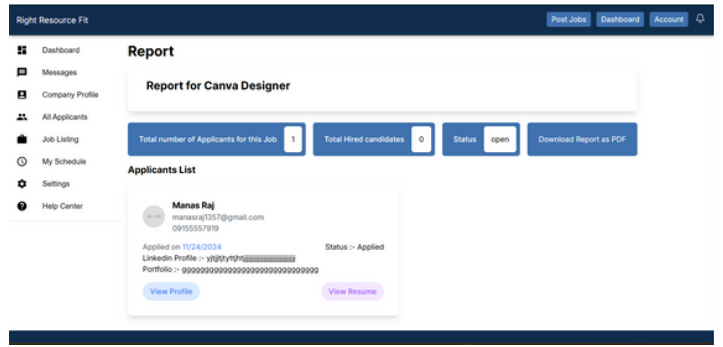 Right Resource Fit
Post Jobs Dashboard Account
Dashboard
Messages
Company Profile
All Applicants
Job Listing
My Schedule
Settings
Help Center
Report
Report for Canva Designer
Total number of Applicants for this Job 1
Total Hired candidates 0
Status open
Download Report as PDF
Applicants List
Manas Raj
manasraj1357@gmail.com
09155557919
Applied on 11/24/2024 Status :- Applied
Linkedin Profile :-
Portfolio :-
View Profile View Resume